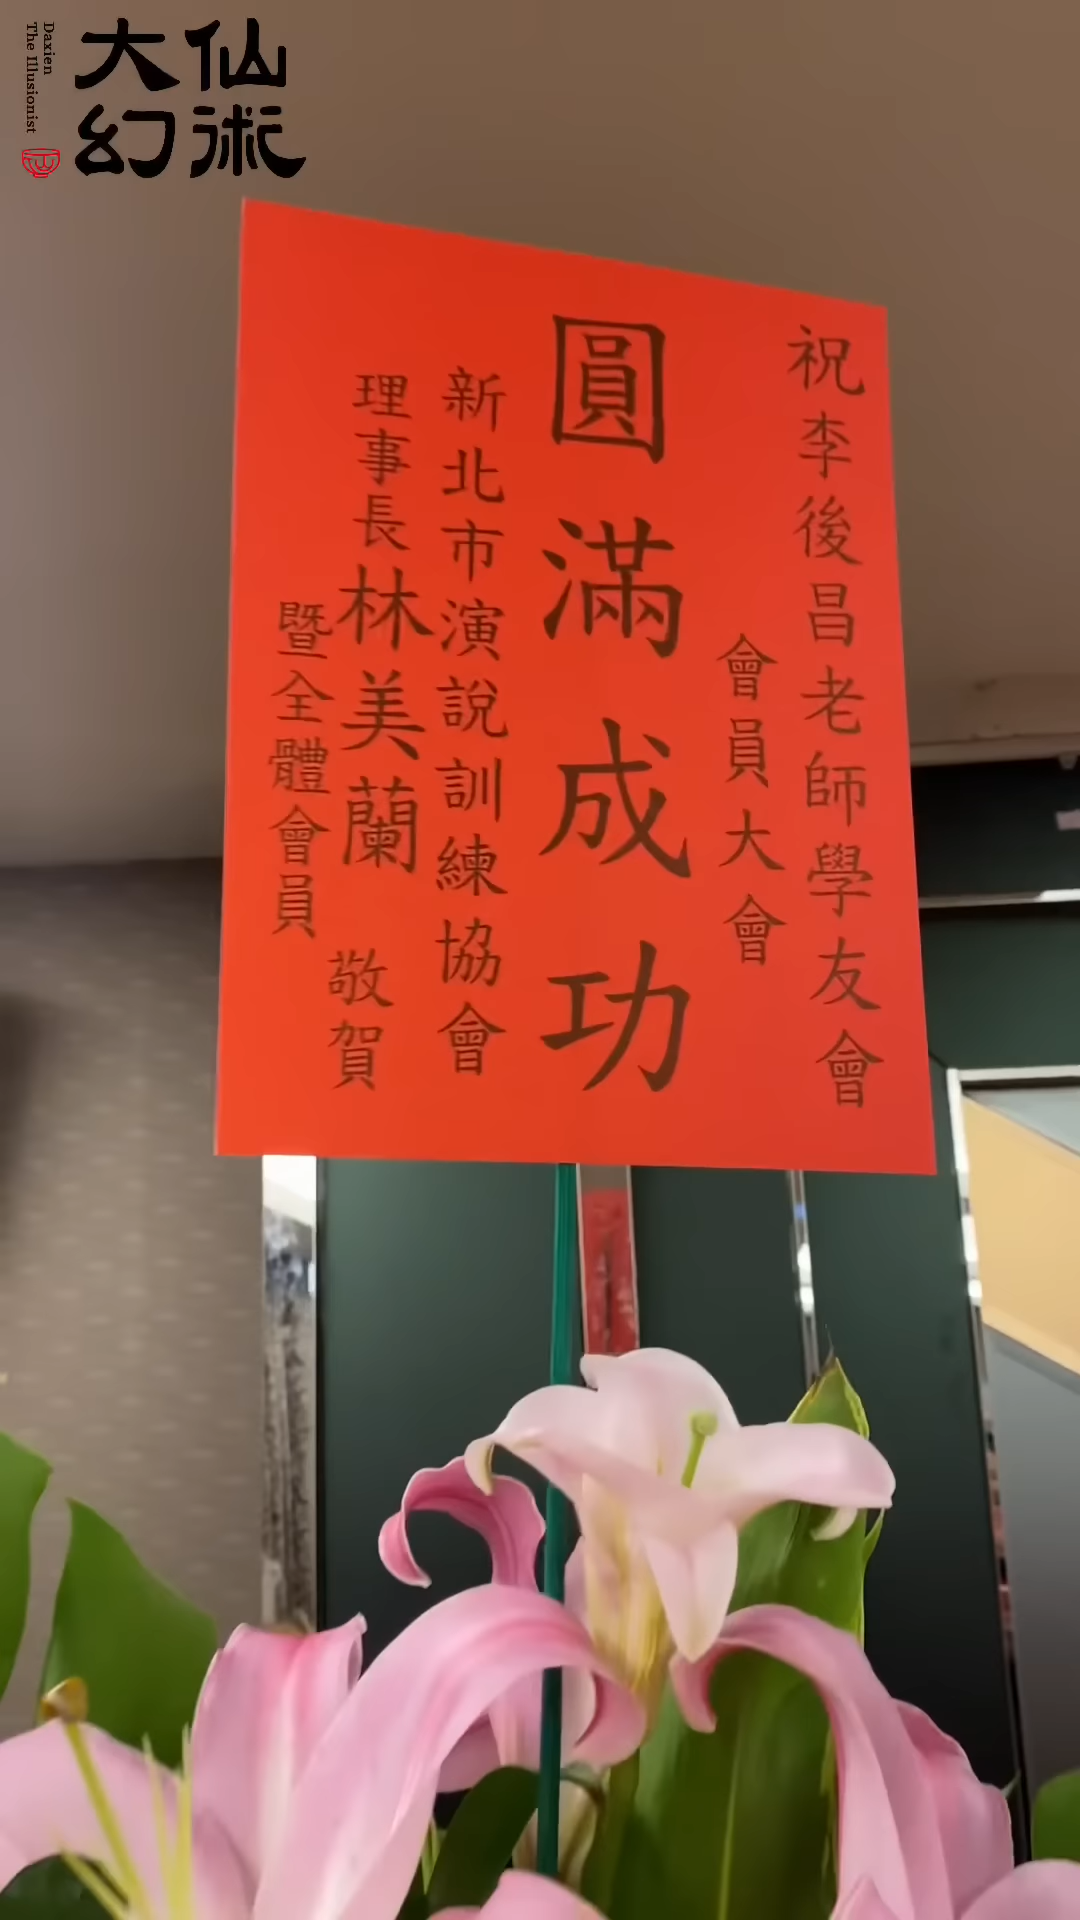 大仙
幻術
Daxien
The Illusionist
祝李後昌老師學友會
會員大會
圓滿成功
新北市演說訓練協會
理事長林美蘭 敬賀
暨全體會員